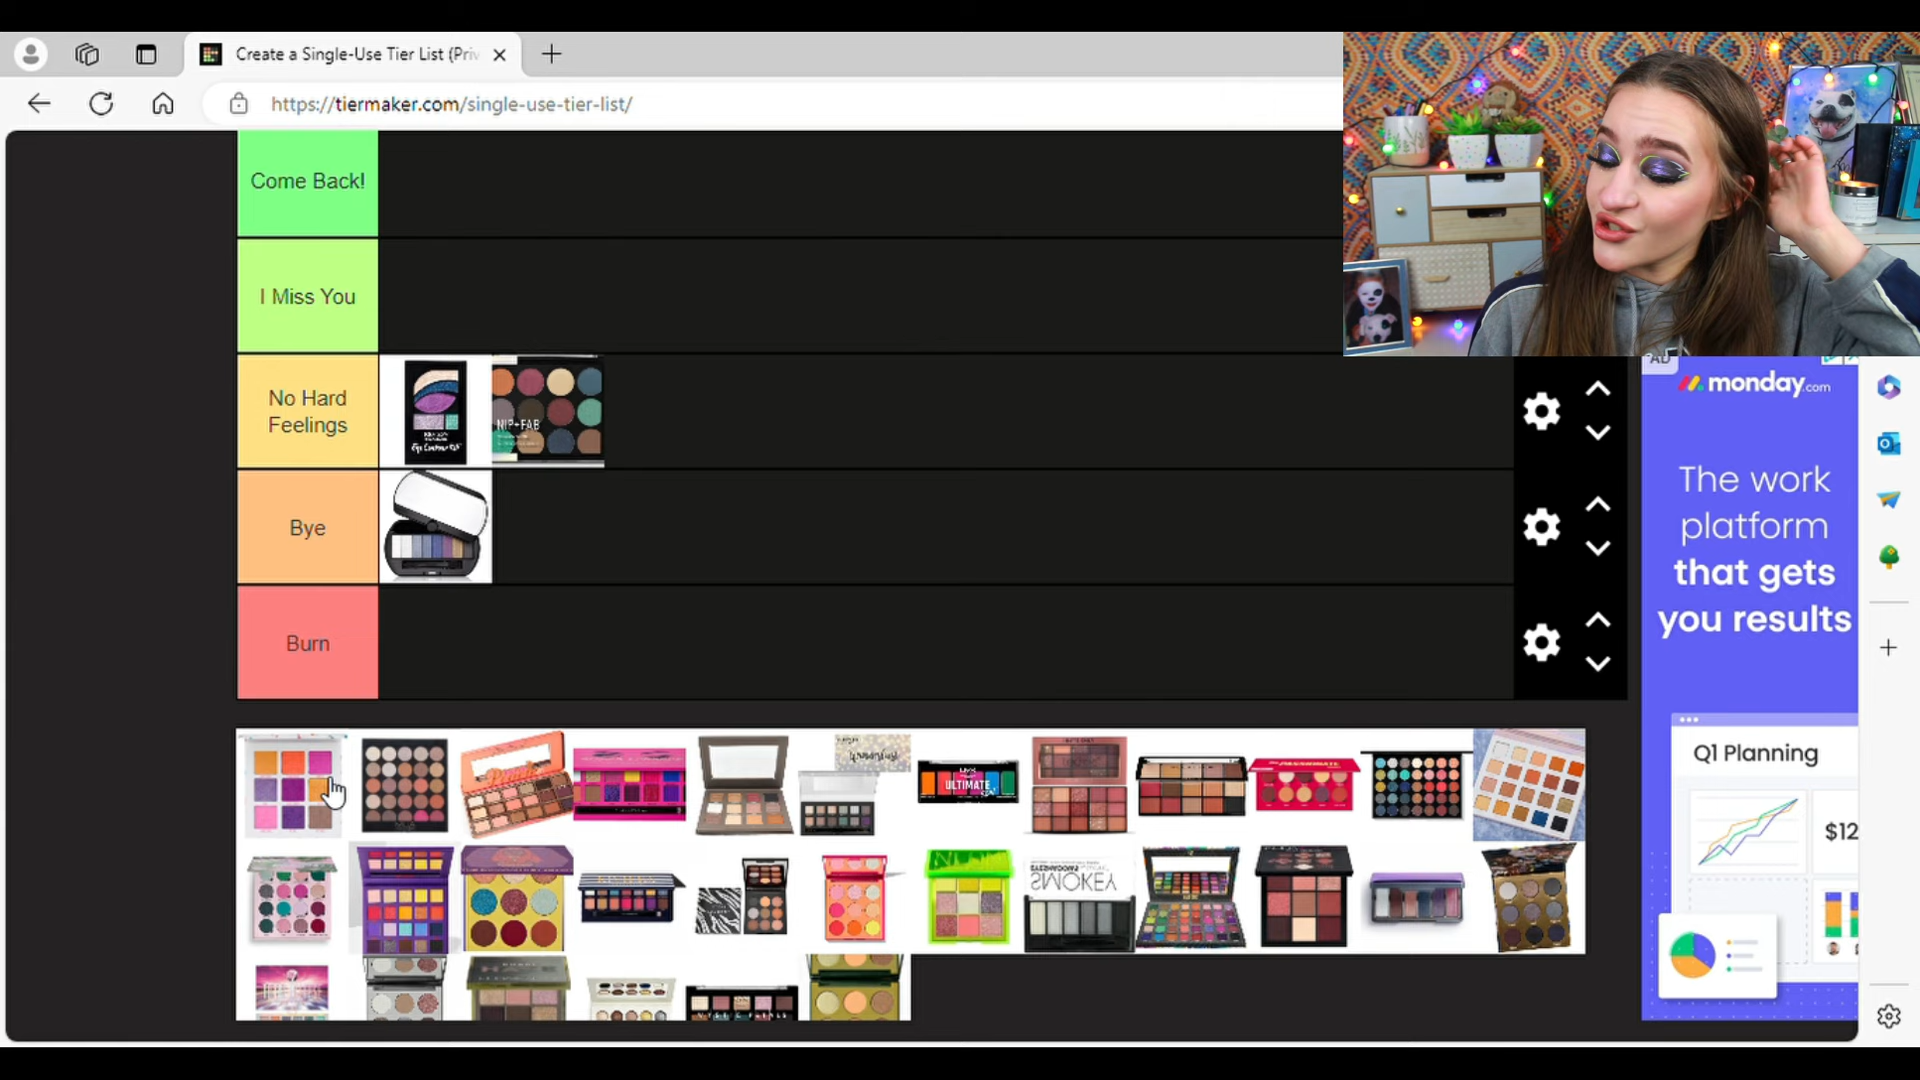 Create a Single-Use Tier List (Priv
https://tiermaker.com/single-use-tier-list/
Come Back!
I Miss You
No Hard
Feelings
NIP+FAB
Bye
Burn
AD
monday.com
The work
platform
that gets
you results
Q1 Planning
$12
ULTIMATE
SMOKEY